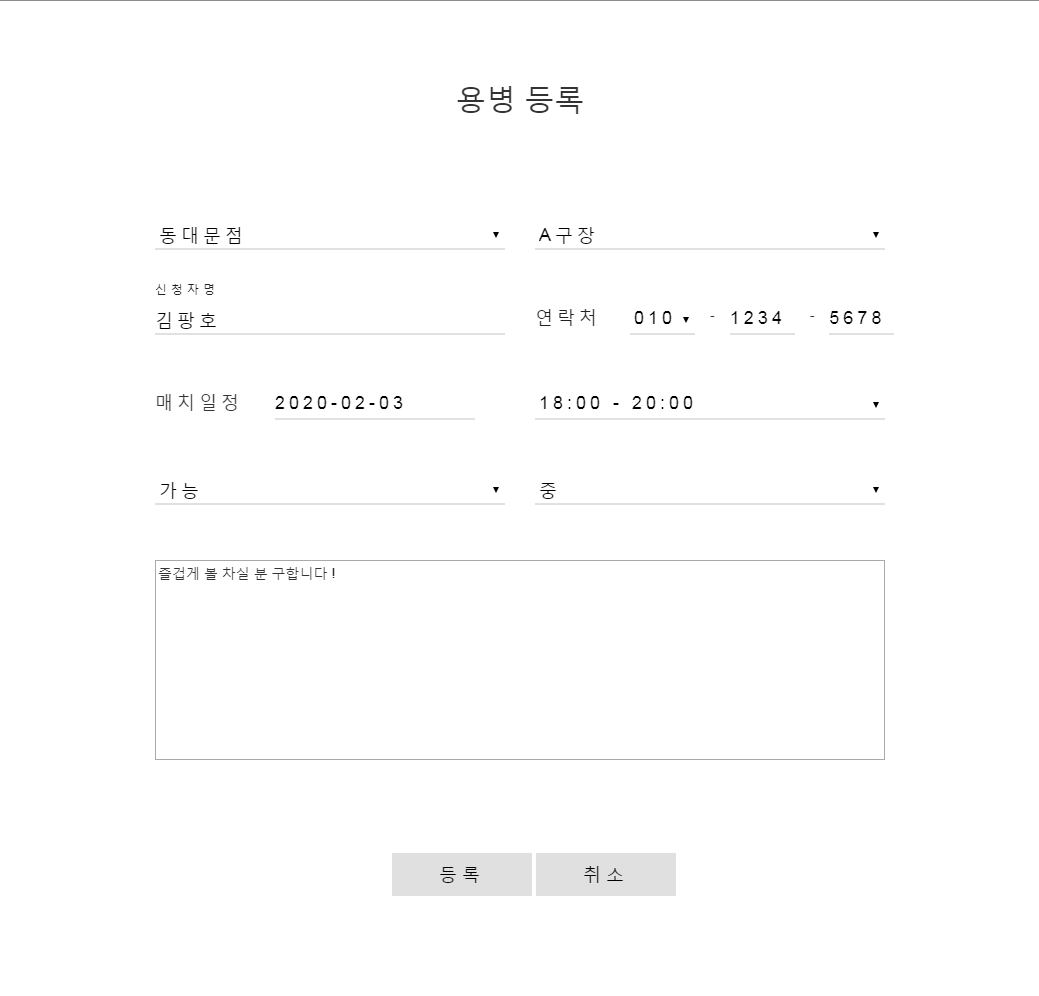 용병 등록
동대문점 A구장
신청자명
김팡호 연락처 010 - 1234 - 5678
매치일정 2020-02-03 18:00 - 20:00
가능 중
즐겁게 볼 차실 분 구합니다!
등록 취소